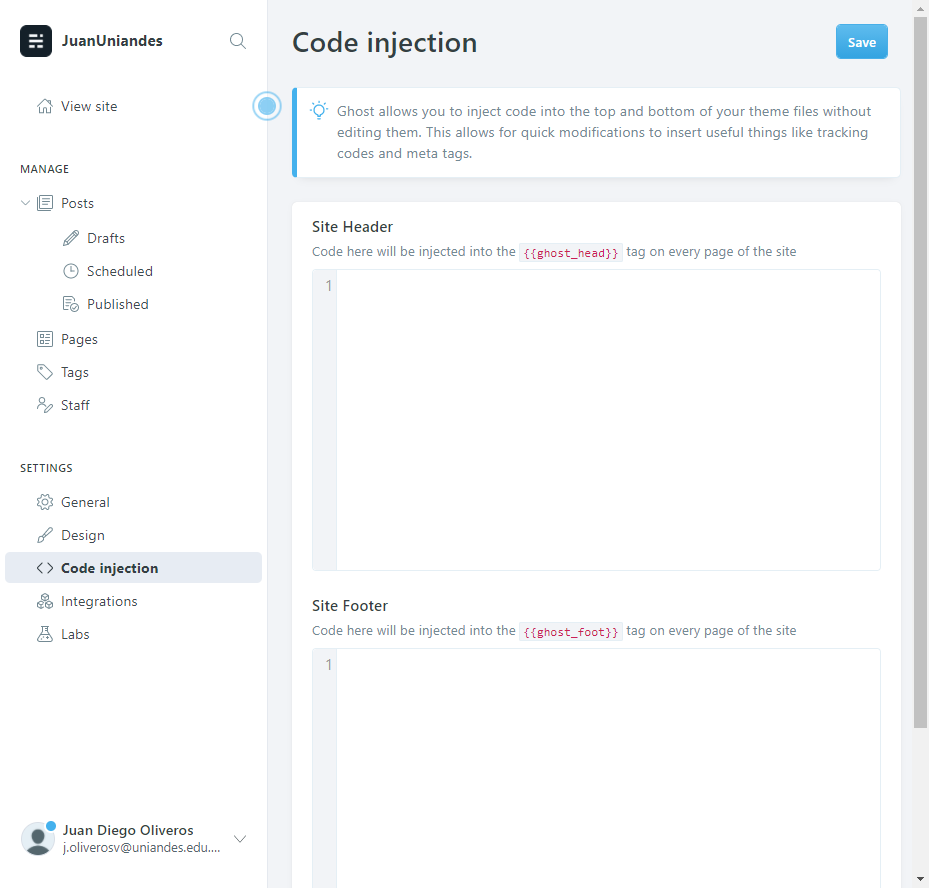 JuanUniandes
View site
MANAGE
Posts
Drafts
Scheduled
Published
Pages
Tags
Staff
SETTINGS
General
Design
Code injection
Integrations
Labs
Juan Diego Oliveros
j.oliverosv@uniandes.edu....
Code injection
Save
Ghost allows you to inject code into the top and bottom of your theme files without
editing them. This allows for quick modifications to insert useful things like tracking
codes and meta tags.
Site Header
Code here will be injected into the {{ghost_head}} tag on every page of the site
1
Site Footer
Code here will be injected into the {{ghost_foot}} tag on every page of the site
1